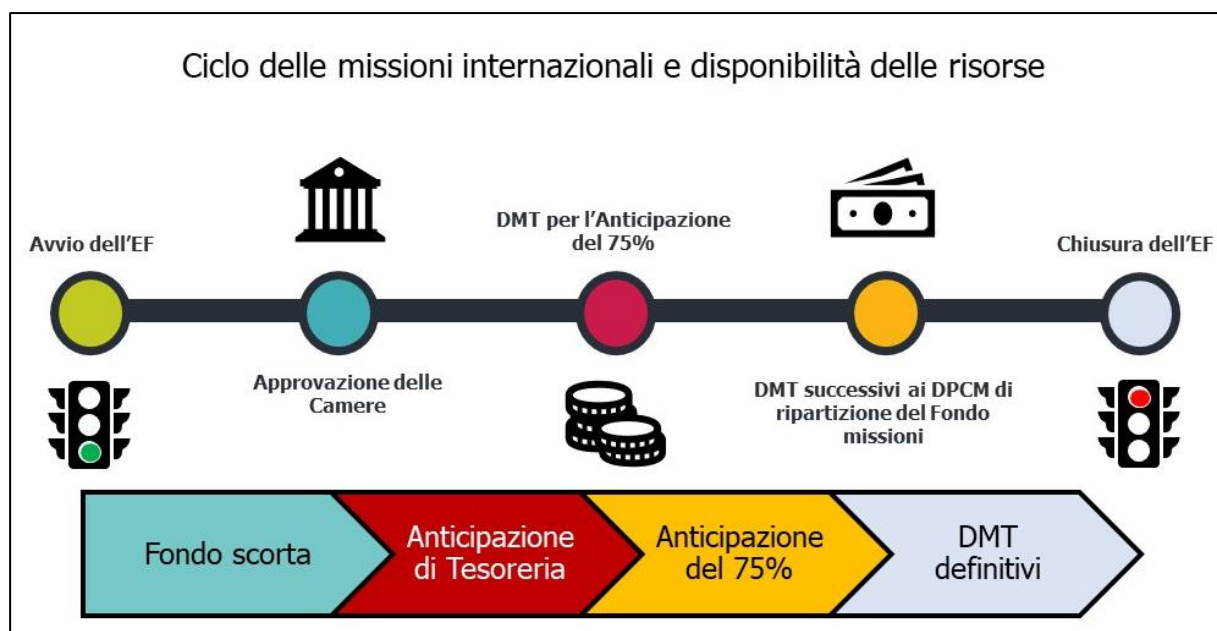 Ciclo delle missioni internazionali e disponibilità delle risorse
Avvio dell'EF
DMT per l'Anticipazione
del 75%
Chiusura dell'EF
Approvazione delle
Camere
DMT successivi ai DPCM di
ripartizione del Fondo
missioni
Fondo scorta
Anticipazione
di Tesoreria
Anticipazione
del 75%
DMT
definitivi